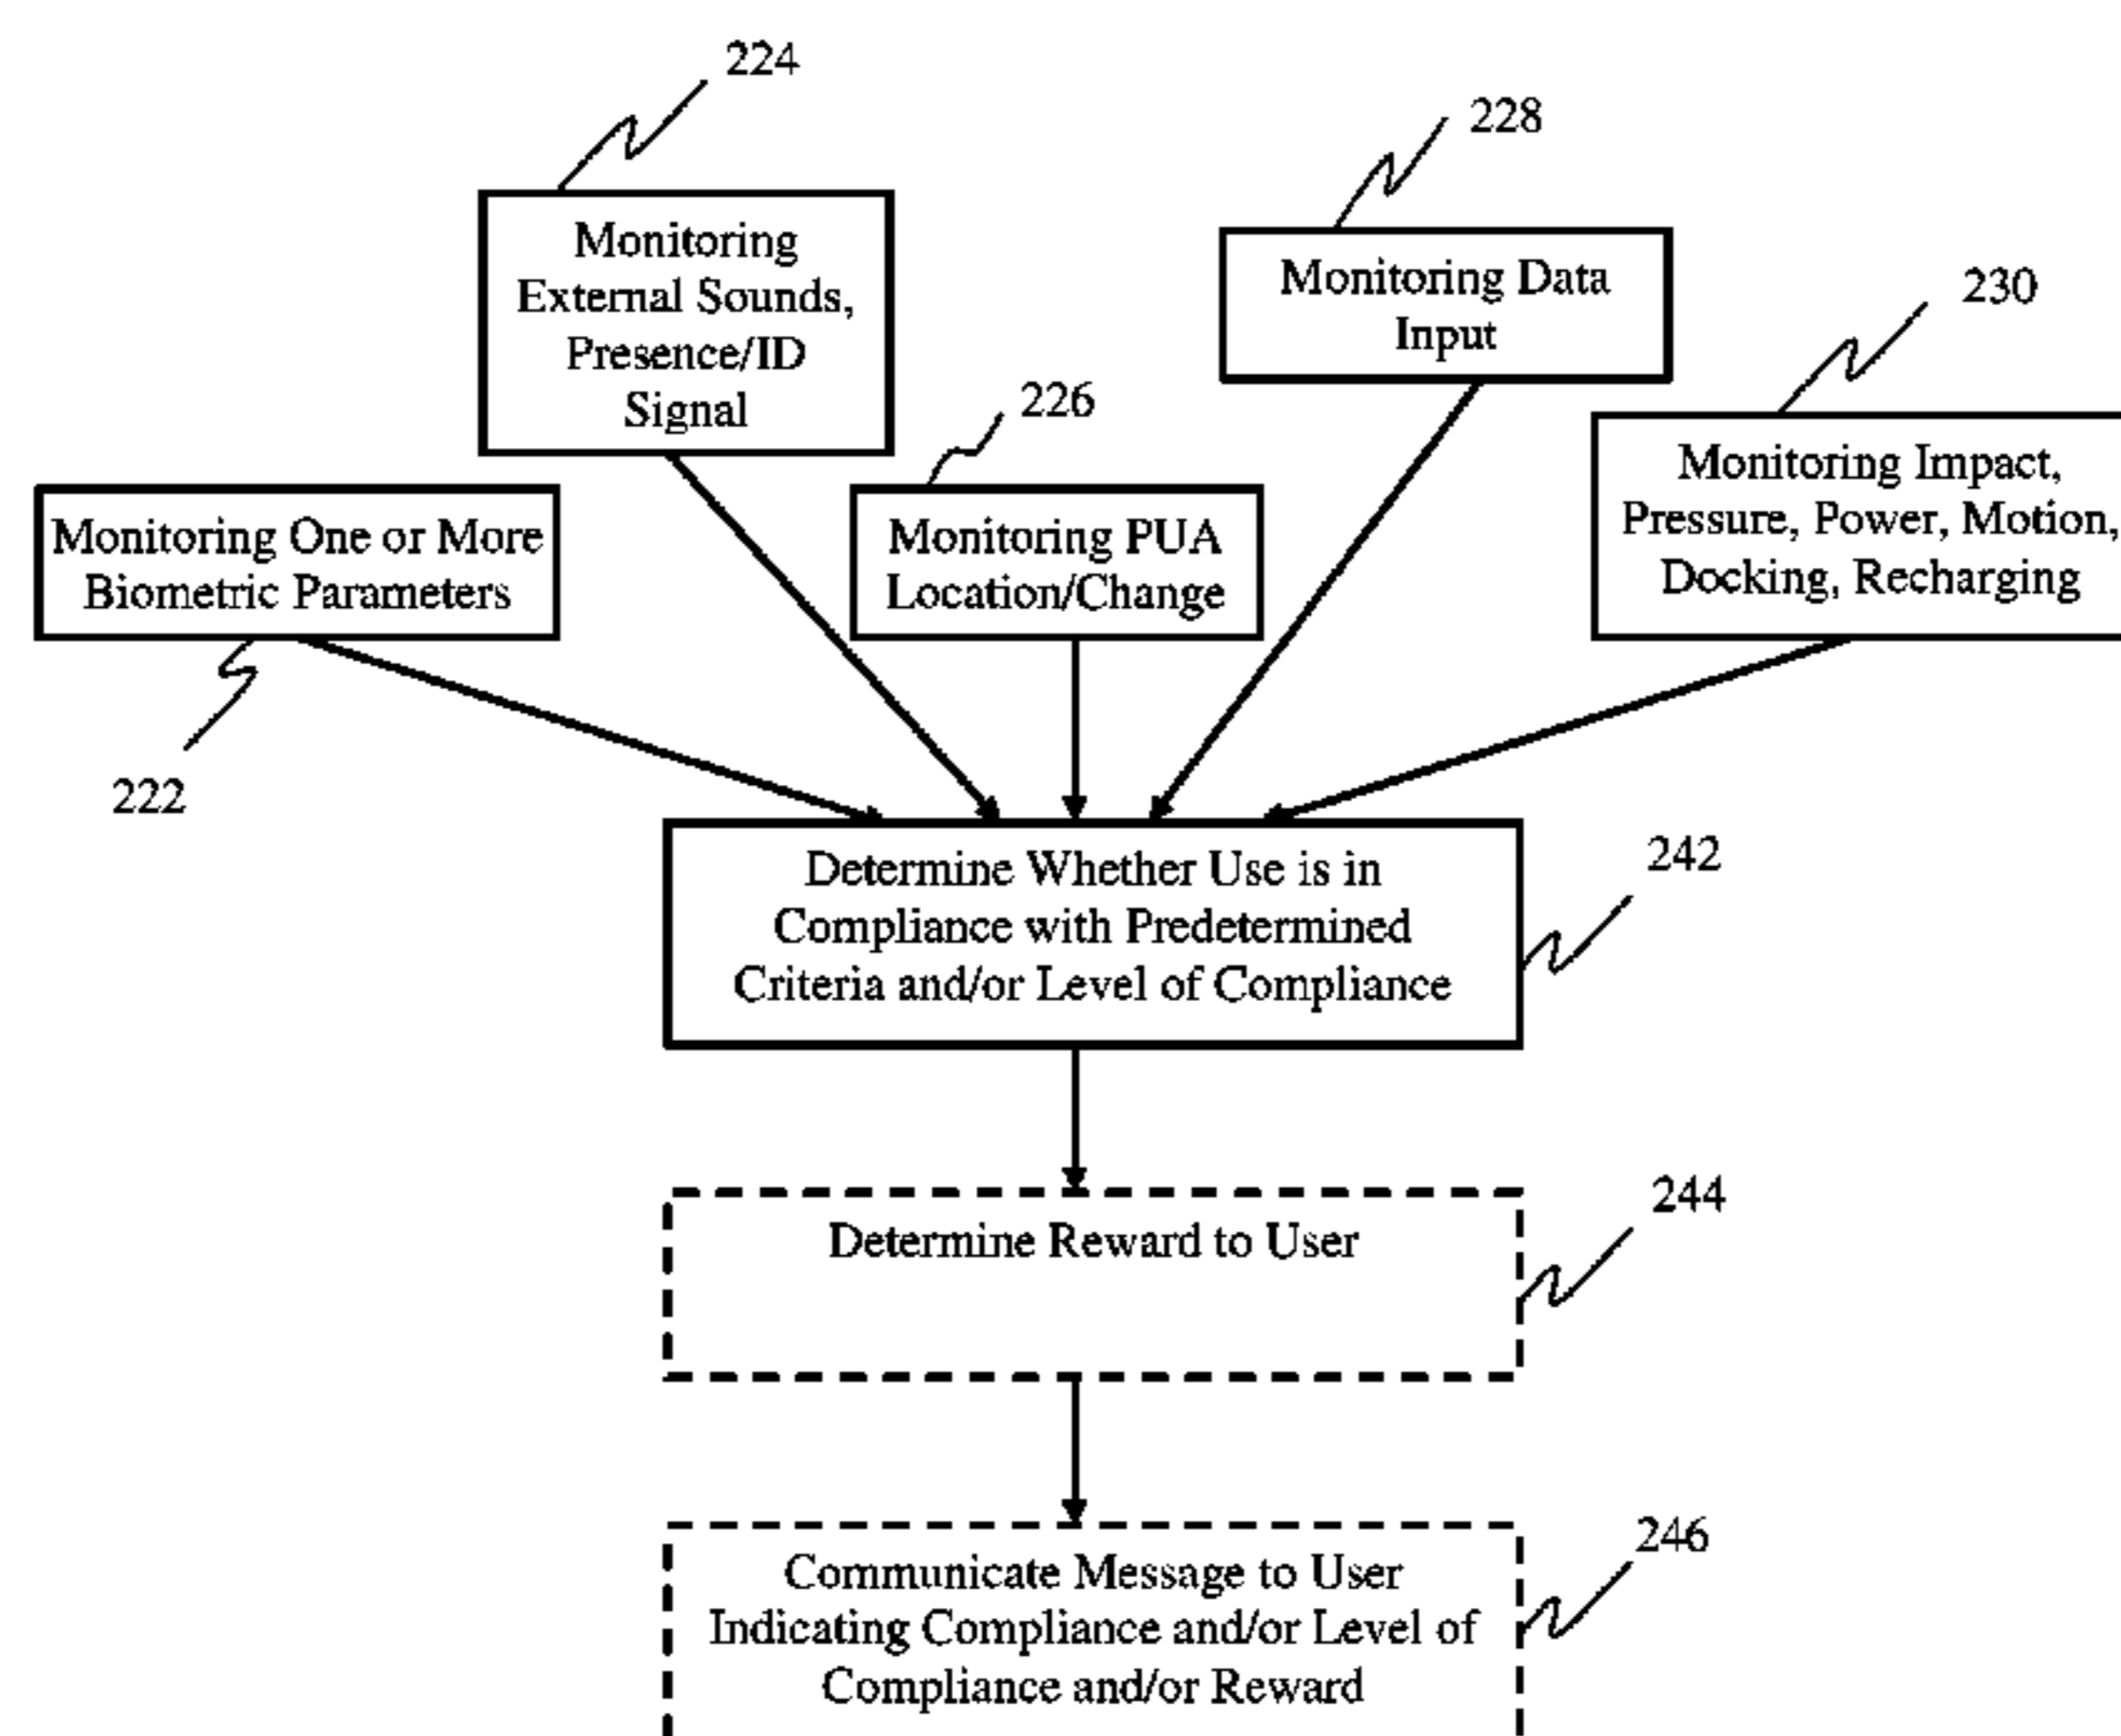 224
228
Monitoring
External Sounds,
Presence/ID
Signal
Monitoring Data
Input
230
226
Monitoring Impact,
Pressure, Power, Motion,
Docking, Recharging
Monitoring One or More
Biometric Parameters
Monitoring PUA
Location/Change
222
Determine Whether Use is in
Compliance with Predetermined
Criteria and/or Level of Compliance
242
Determine Reward to User
244
Communicate Message to User
Indicating Compliance and/or Level of
Compliance and/or Reward
246